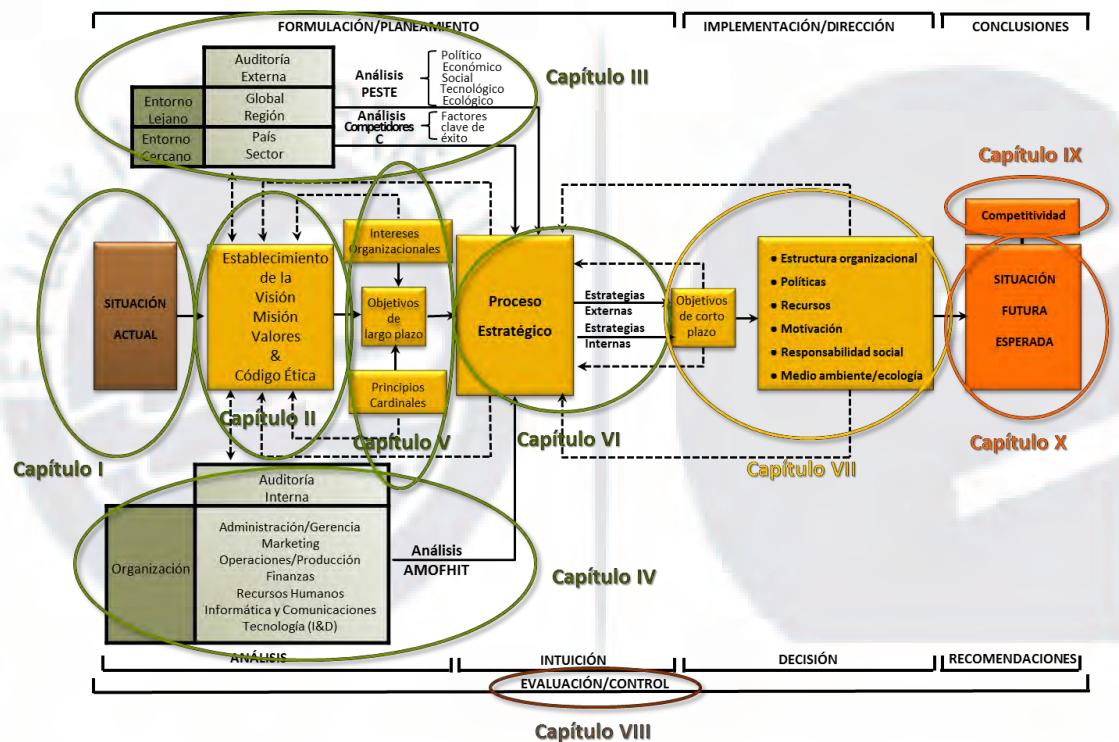 FORMULACIÓN/PLANEAMIENTO
IMPLEMENTACIÓN/DIRECCIÓN
CONCLUSIONES
Auditoría
Externa
Entorno
Lejano
Global
Región
Entorno
Cercano
País
Sector
Análisis
PESTE
Político
Económico
Social
Tecnológico
Ecológico
Análisis
Competidores
C
Factores
clave de
éxito
Capítulo III
Capítulo IX
SITUACIÓN
ACTUAL
Capítulo I
Establecimiento
de la
Visión
Misión
Valores
&
Código Ética
Capítulo II
Intereses
Organizacionales
Objetivos
de
largo plazo
Principios
Cardinales
Capítulo V
Proceso
Estratégico
Capítulo VI
Estrategias
Externas
Estrategias
Internas
Objetivos
de corto
plazo
• Estructura organizacional
• Políticas
• Recursos
• Motivación
• Responsabilidad social
• Medio ambiente/ecología
Capítulo VII
Competitividad
SITUACIÓN
FUTURA
ESPERADA
Capítulo X
Auditoría
Interna
Organización
Administración/Gerencia
Marketing
Operaciones/Producción
Finanzas
Recursos Humanos
Informática y Comunicaciones
Tecnología (I&D)
Análisis
AMOFHIT
Capítulo IV
ANÁLISIS
INTUICIÓN
DECISIÓN
RECOMENDACIONES
EVALUACIÓN/CONTROL
Capítulo VIII